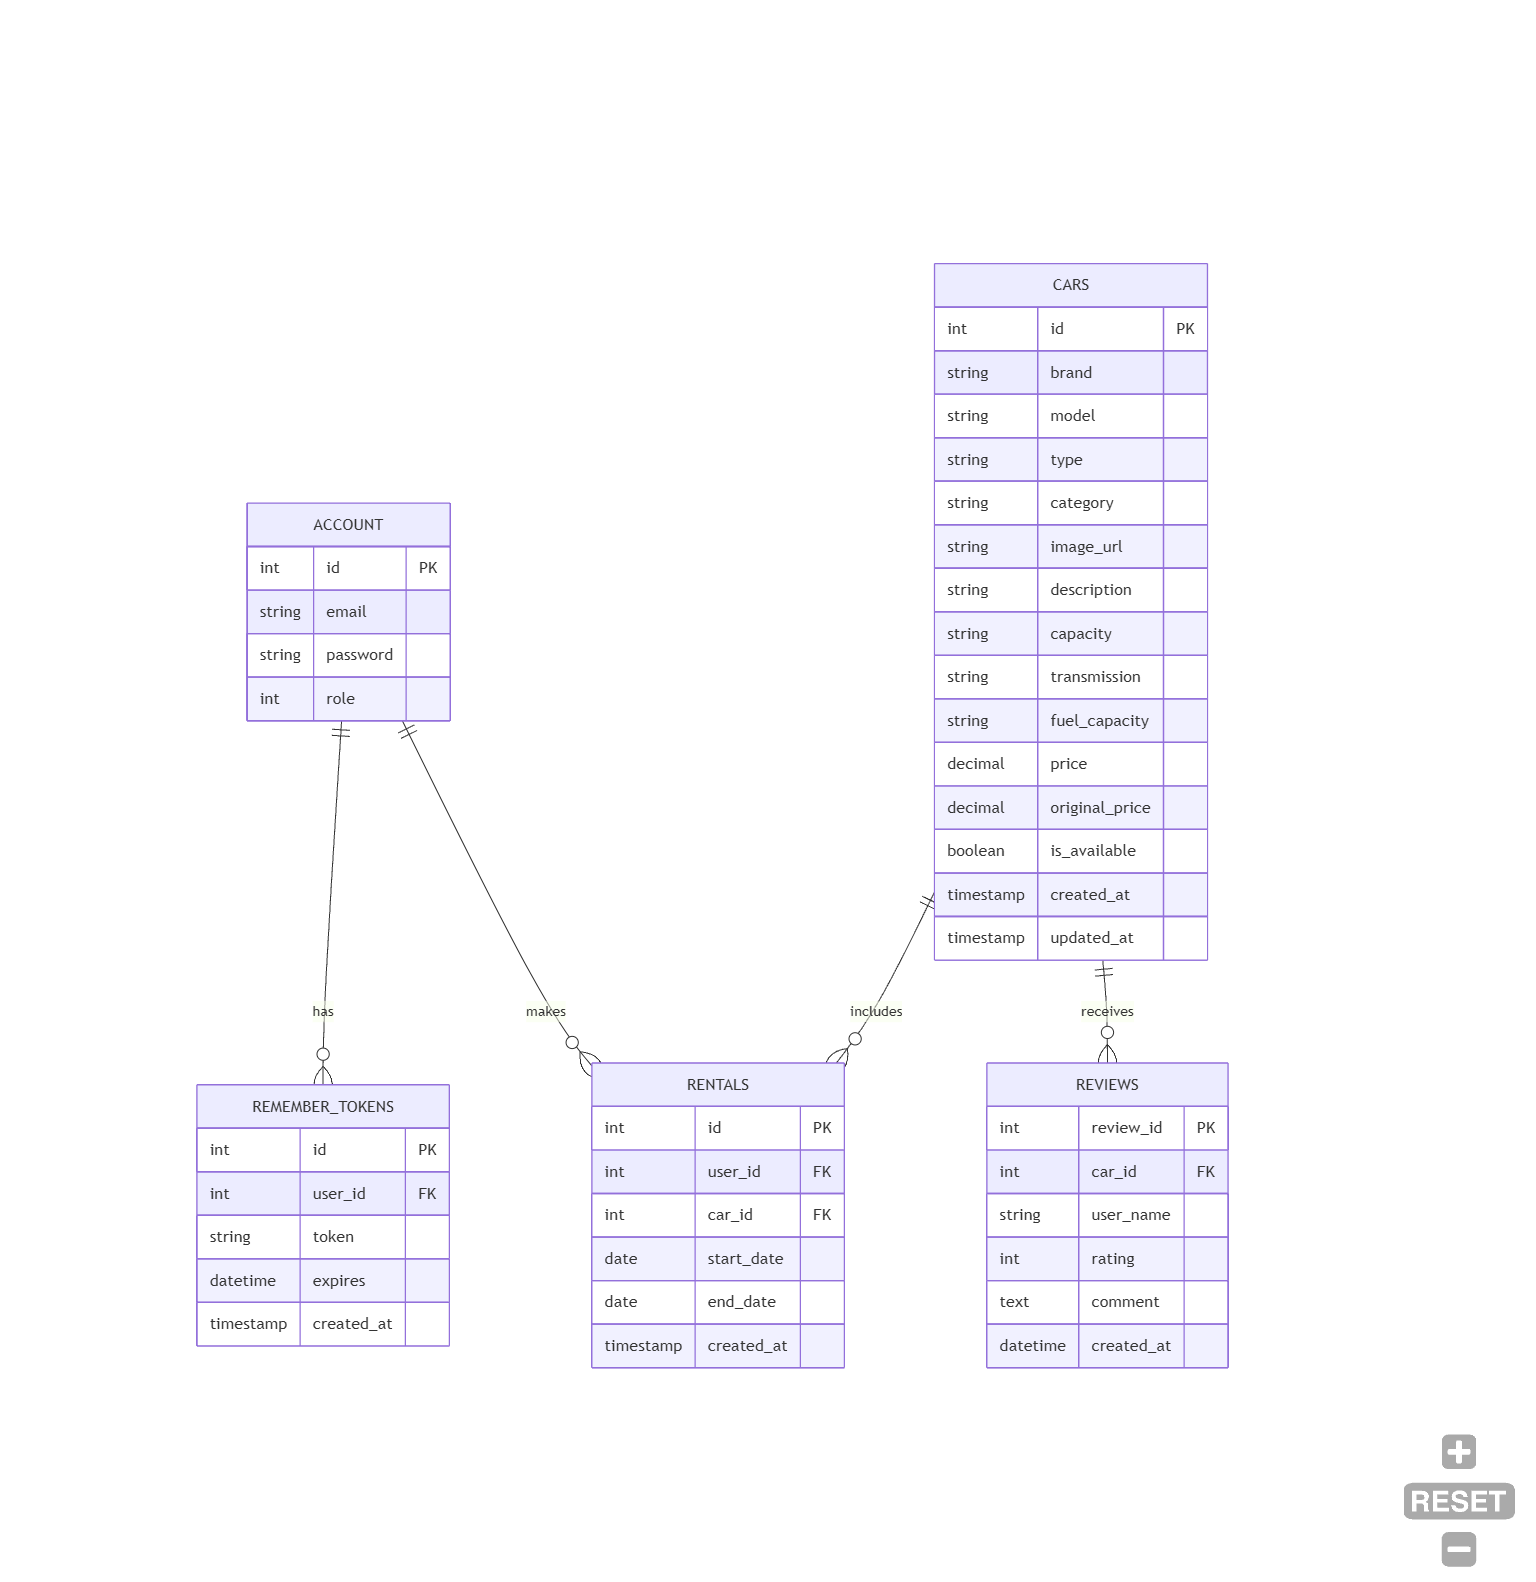 CARS
int id PK
string brand
string model
string type
string category
string image_url
string description
string capacity
string transmission
string fuel_capacity
decimal price
decimal original_price
boolean is_available
timestamp created_at
timestamp updated_at
ACCOUNT
int id PK
string email
string password
int role
has
makes
includes
receives
REMEMBER_TOKENS
int id PK
int user_id FK
string token
datetime expires
timestamp created_at
RENTALS
int id PK
int user_id FK
int car_id FK
date start_date
date end_date
timestamp created_at
REVIEWS
int review_id PK
int car_id FK
string user_name
int rating
text comment
datetime created_at
RESET